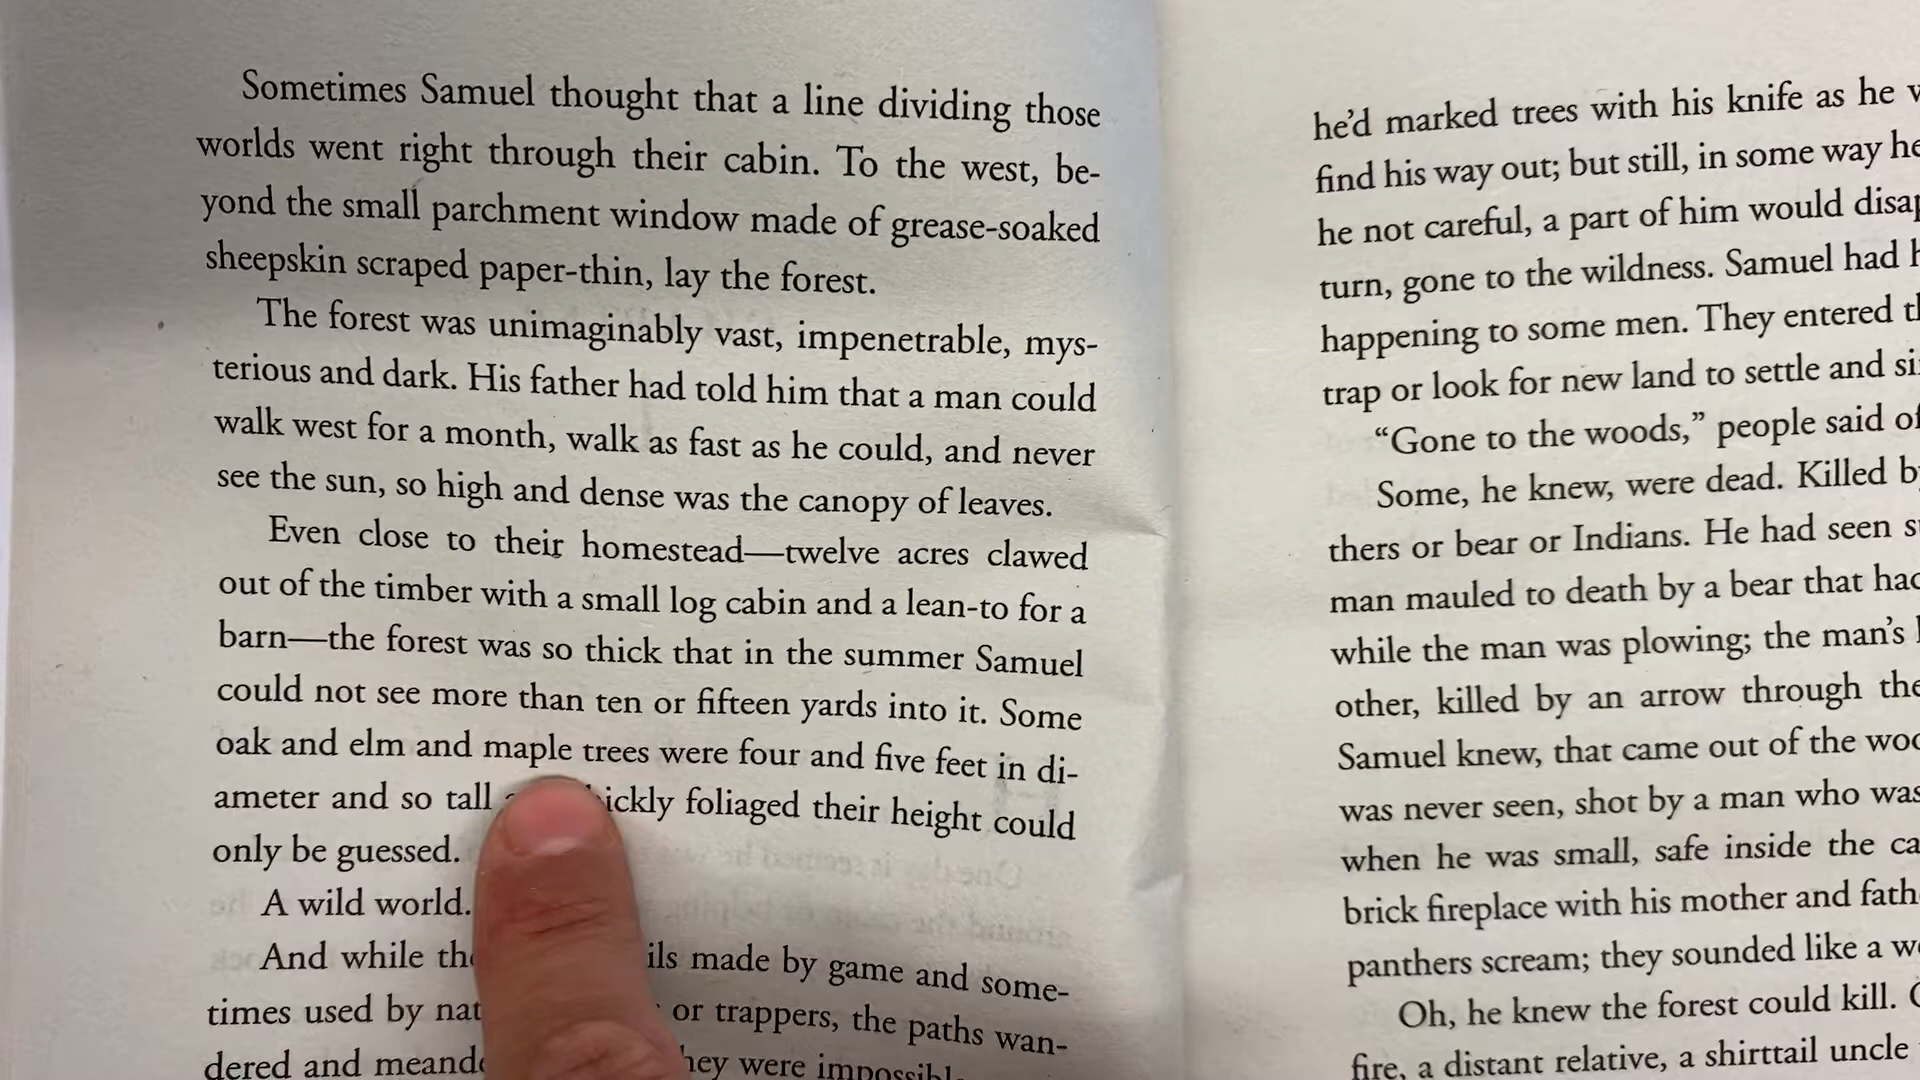 Sometimes Samuel thought that a line dividing those
worlds went right through their cabin. To the west, be-
yond the small parchment window made of grease-soaked
sheepskin scraped paper-thin, lay the forest.
The forest was unimaginably vast, impenetrable, mys-
terious and dark. His father had told him that a man could
walk west for a month, walk as fast as he could, and never
see the sun, so high and dense was the canopy of leaves.
Even close to their homestead—twelve acres clawed
out of the timber with a small log cabin and a lean-to for a
barn—the forest was so thick that in the summer Samuel
could not see more than ten or fifteen yards into it. Some
oak and elm and maple trees were four and five feet in di-
ameter and so tall foliaged their height could
only be guessed.
A wild world.
And while made by game and some-
times used by or trappers, the paths wan-
dered and were
he'd marked trees with his knife as he
find his way out; but still, in some way he
he not careful, a part of him would
turn, gone to the wildness. Samuel had
happening to some men. They entered
trap or look for new land to settle and
“Gone to the woods,” people said
Some, he knew, were dead. Killed
thers or bear or Indians. He had seen
man mauled to death by a bear that
while the man was plowing; the man's
other, killed by an arrow through
Samuel knew, that came out of the
was never seen, shot by a man who was
when he was small, safe inside the
brick fireplace with his mother and
panthers scream; they sounded like a
Oh, he knew the forest could kill.
fire, a distant relative, a shirttail uncle